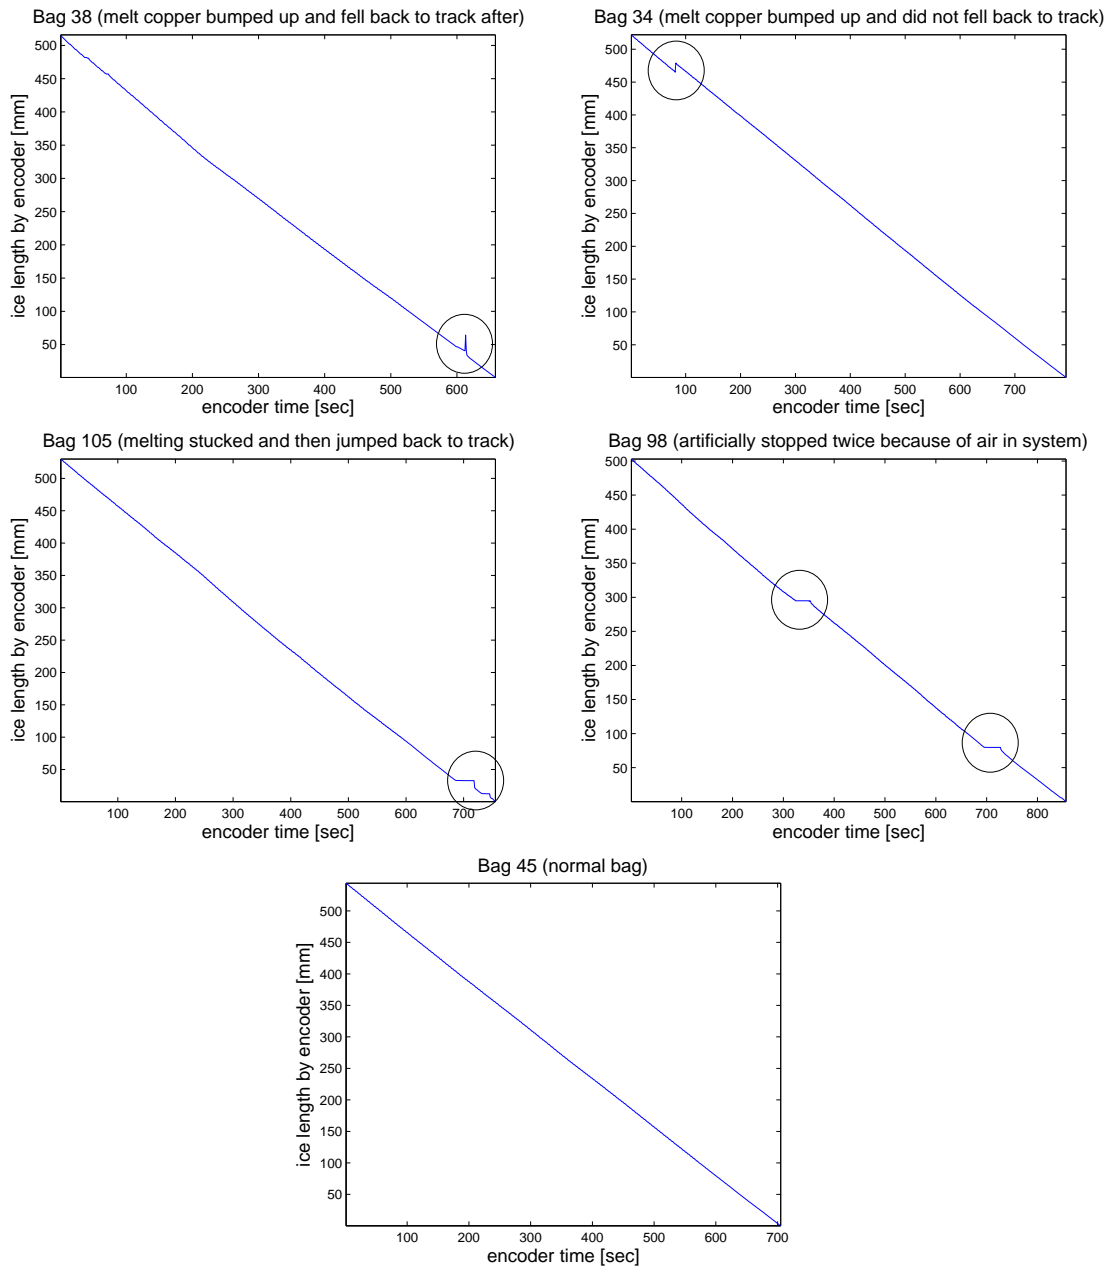 Bag 38 (melt copper bumped up and fell back to track after)
500
450
400
350
300
250
200
150
100
50
ice length by encoder [mm]
100 200 300 400 500 600
encoder time [sec]
Bag 34 (melt copper bumped up and did not fell back to track)
500
450
400
350
300
250
200
150
100
50
ice length by encoder [mm]
100 200 300 400 500 600 700
encoder time [sec]
Bag 105 (melting stucked and then jumped back to track)
500
450
400
350
300
250
200
150
100
50
ice length by encoder [mm]
100 200 300 400 500 600 700
encoder time [sec]
Bag 98 (artificially stopped twice because of air in system)
500
450
400
350
300
250
200
150
100
50
ice length by encoder [mm]
100 200 300 400 500 600 700 800
encoder time [sec]
Bag 45 (normal bag)
500
450
400
350
300
250
200
150
100
50
ice length by encoder [mm]
100 200 300 400 500 600 700
encoder time [sec]